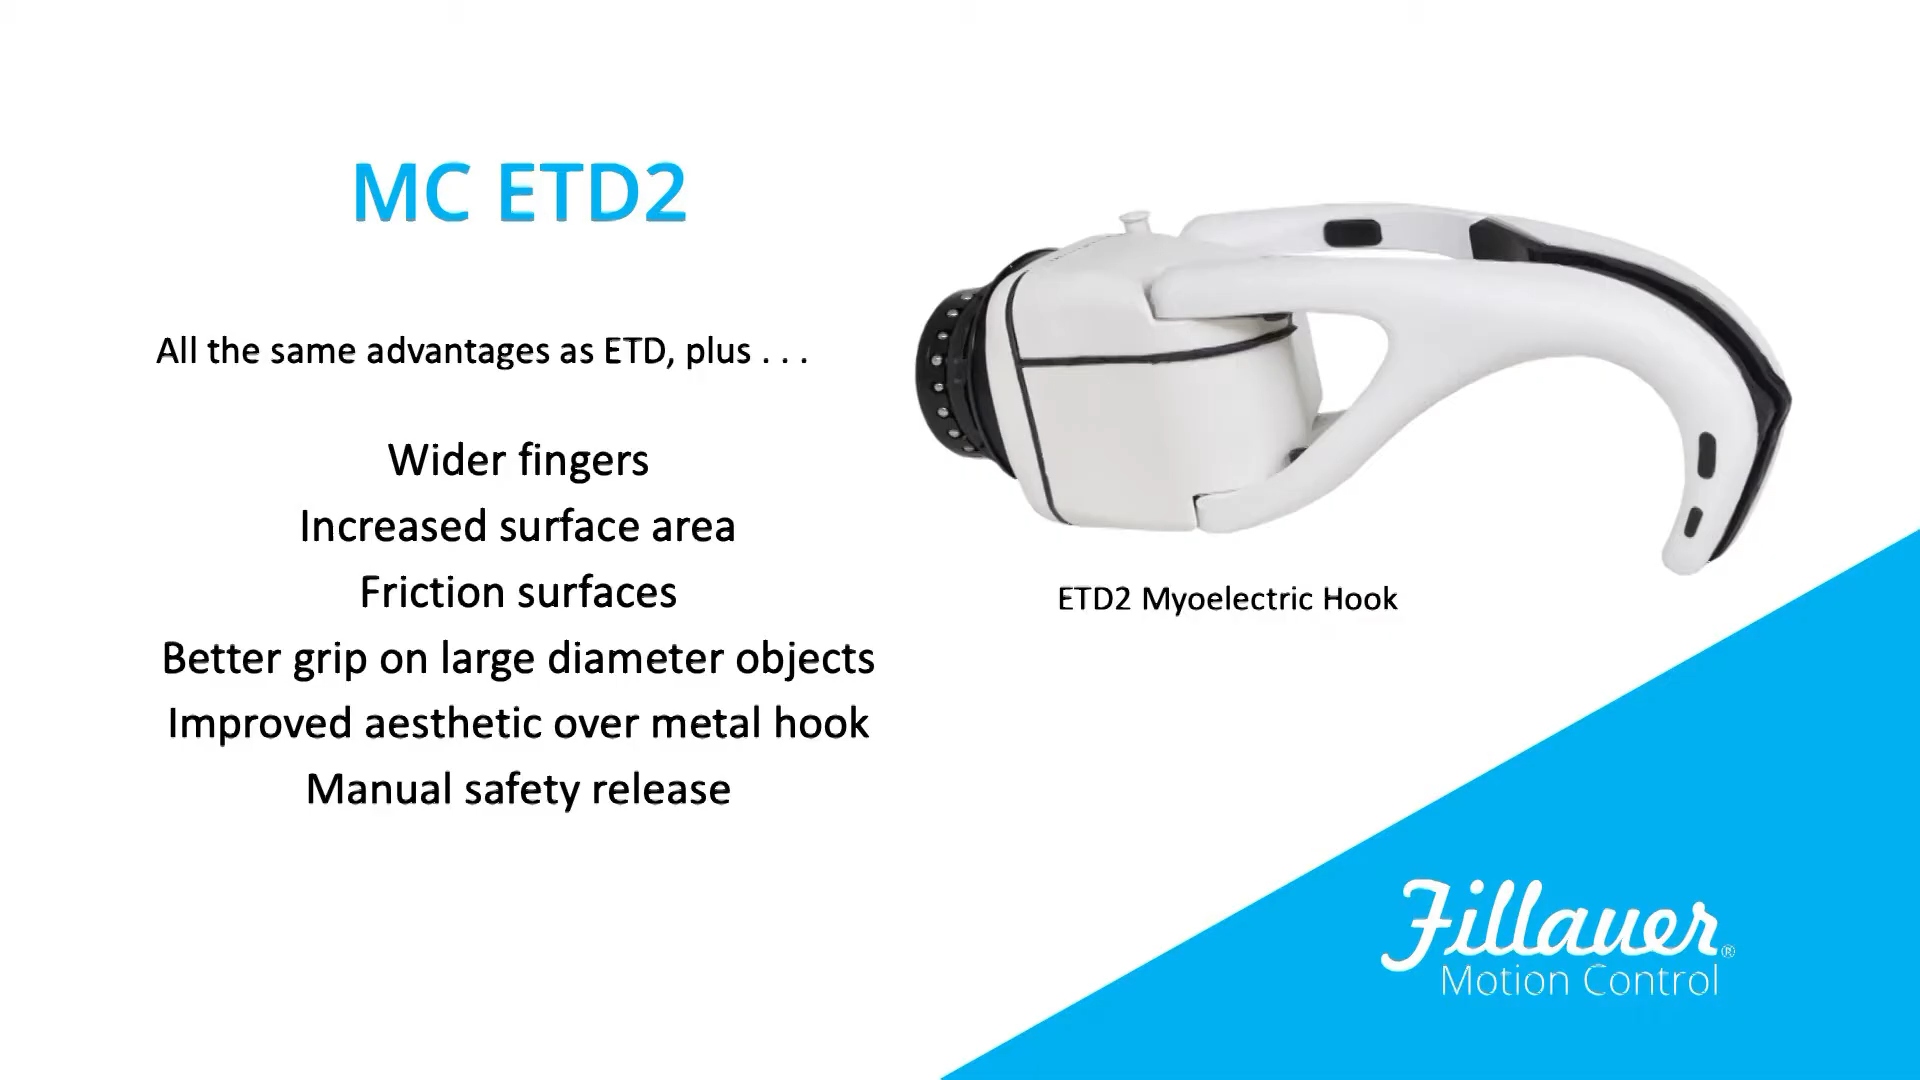 MC ETD2
All the same advantages as ETD, plus . . .
Wider fingers
Increased surface area
Friction surfaces
Better grip on large diameter objects
Improved aesthetic over metal hook
Manual safety release
ETD2 Myoelectric Hook
Fillauer®
Motion Control